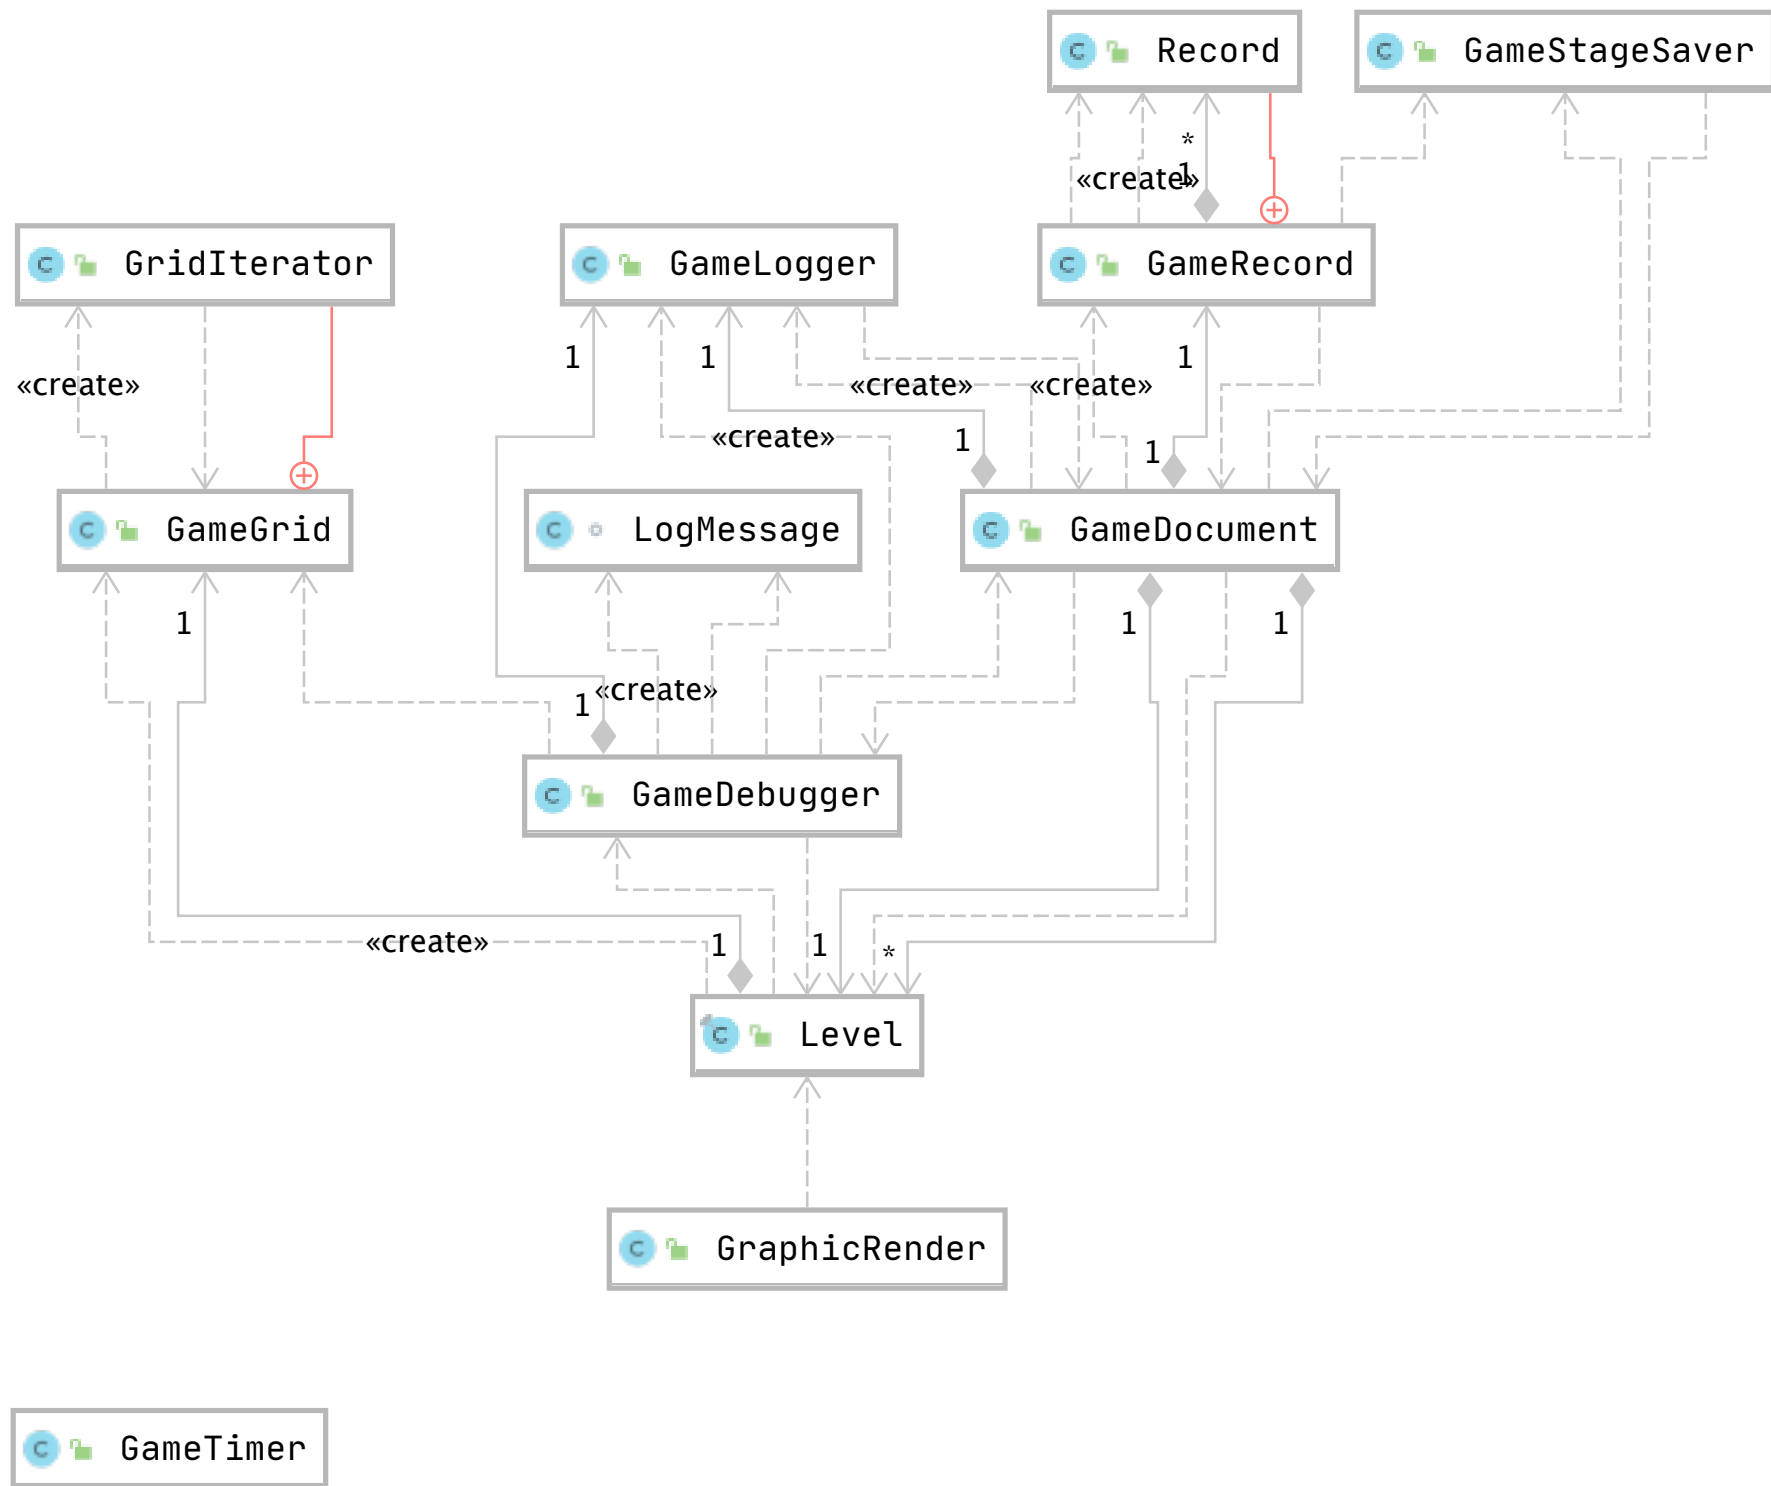 Record
GameStageSaver
*
1
«create»
GridIterator
GameLogger
GameRecord
1
1
1
«create»
«create»
«create»
«create»
1
1
GameGrid
LogMessage
GameDocument
1
1
1
«create»
1
GameDebugger
«create»
1
1
*
Level
GraphicRender
GameTimer